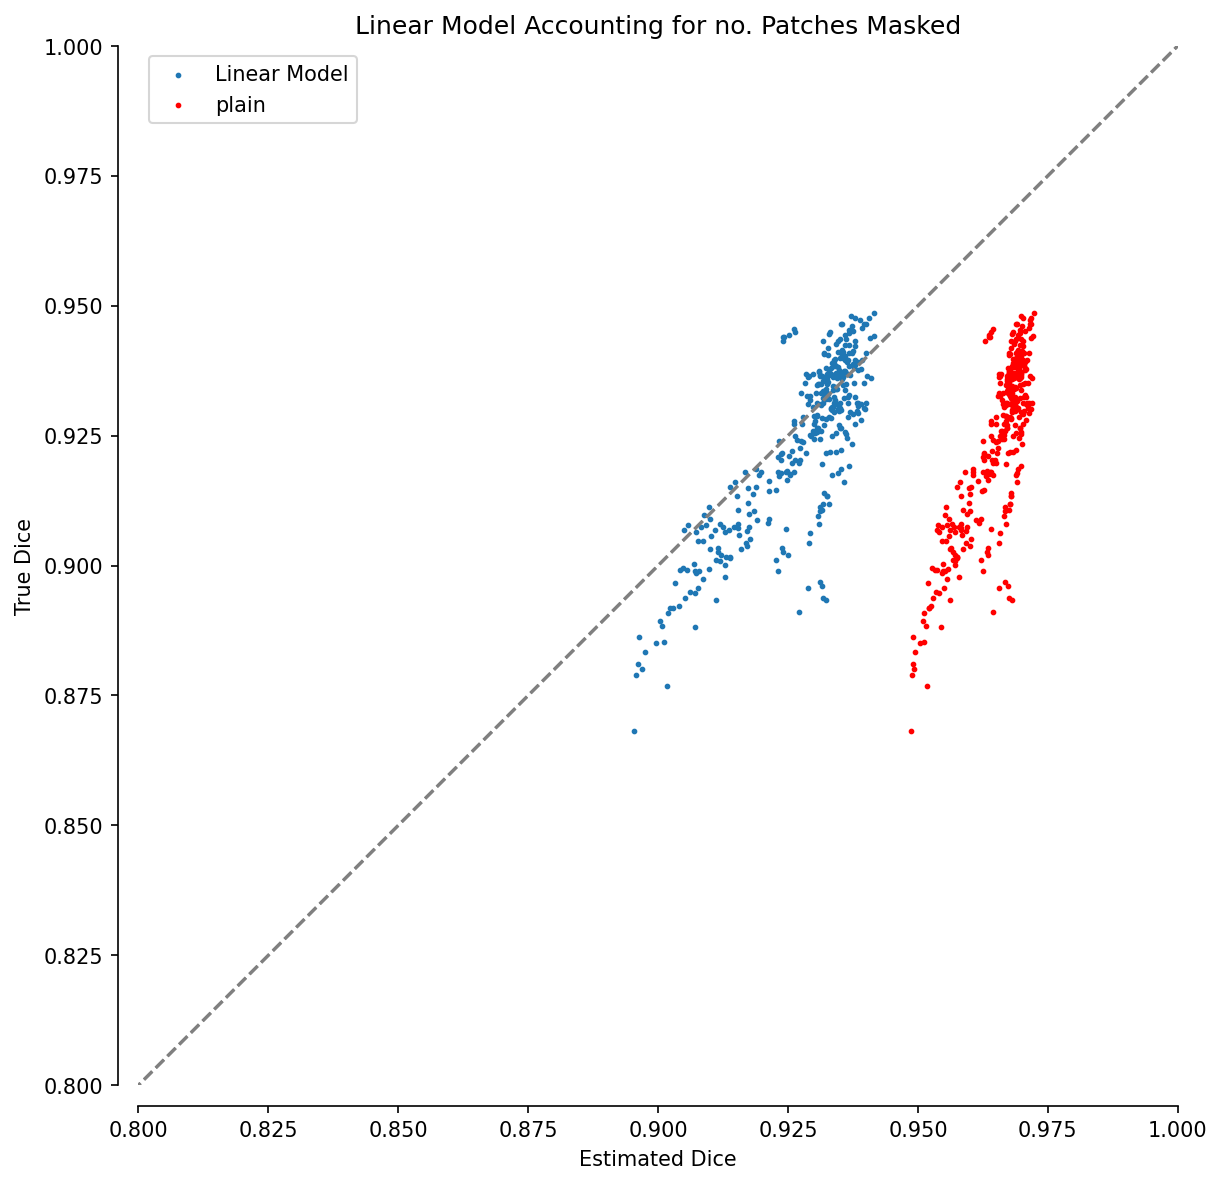 Linear Model Accounting for no. Patches Masked
Linear Model
plain
1.000
0.975
0.950
0.925
0.900
0.875
0.850
0.825
0.800
True Dice
0.800 0.825 0.850 0.875 0.900 0.925 0.950 0.975 1.000
Estimated Dice